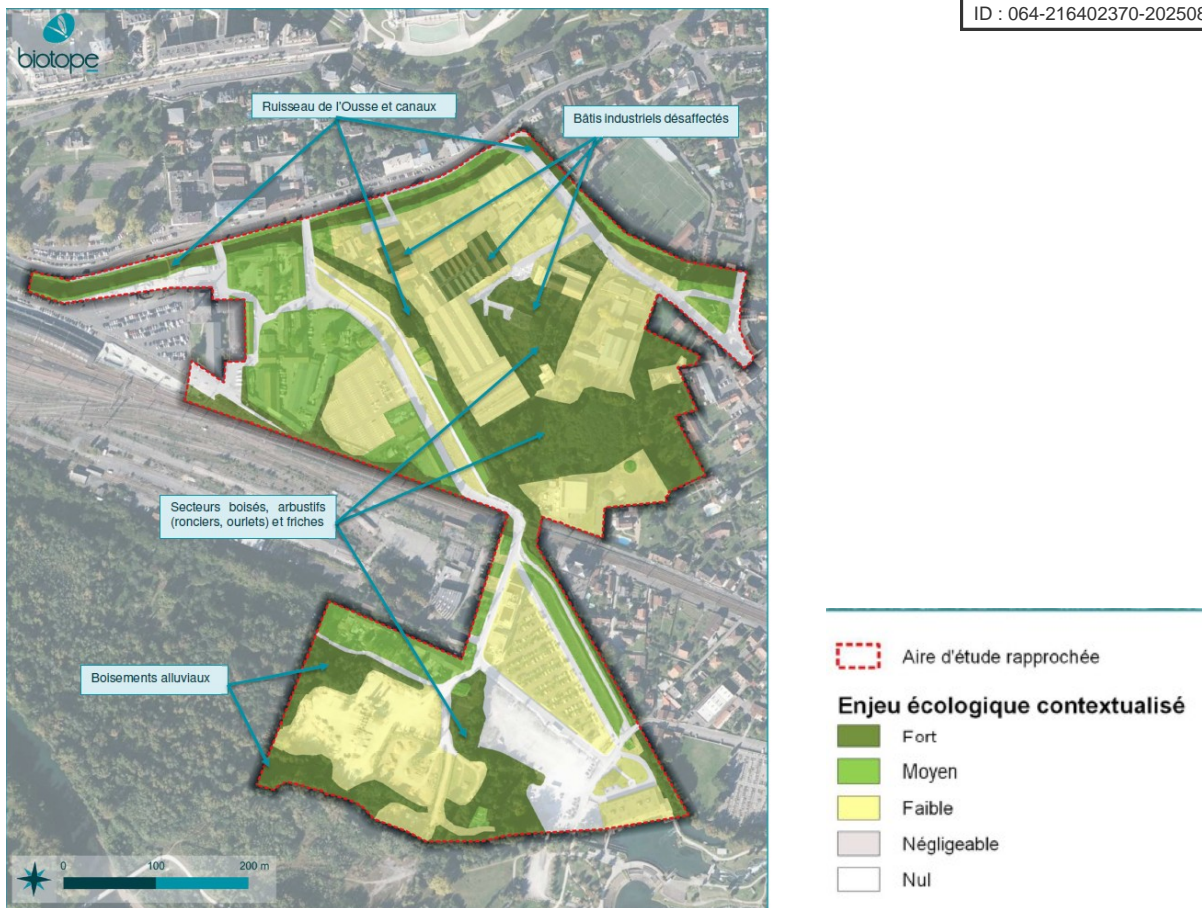 ID : 064-216402370-202508
biotope
Ruisseau de l'Ousse et canaux
Bâtis industriels désaffectés
Secteurs boisés, arbustifs
(ronciers, ourlets) et friches
Boisements alluviaux
0 100 200 m
Aire d'étude rapprochée
Enjeu écologique contextualisé
Fort
Moyen
Faible
Négligeable
Nul